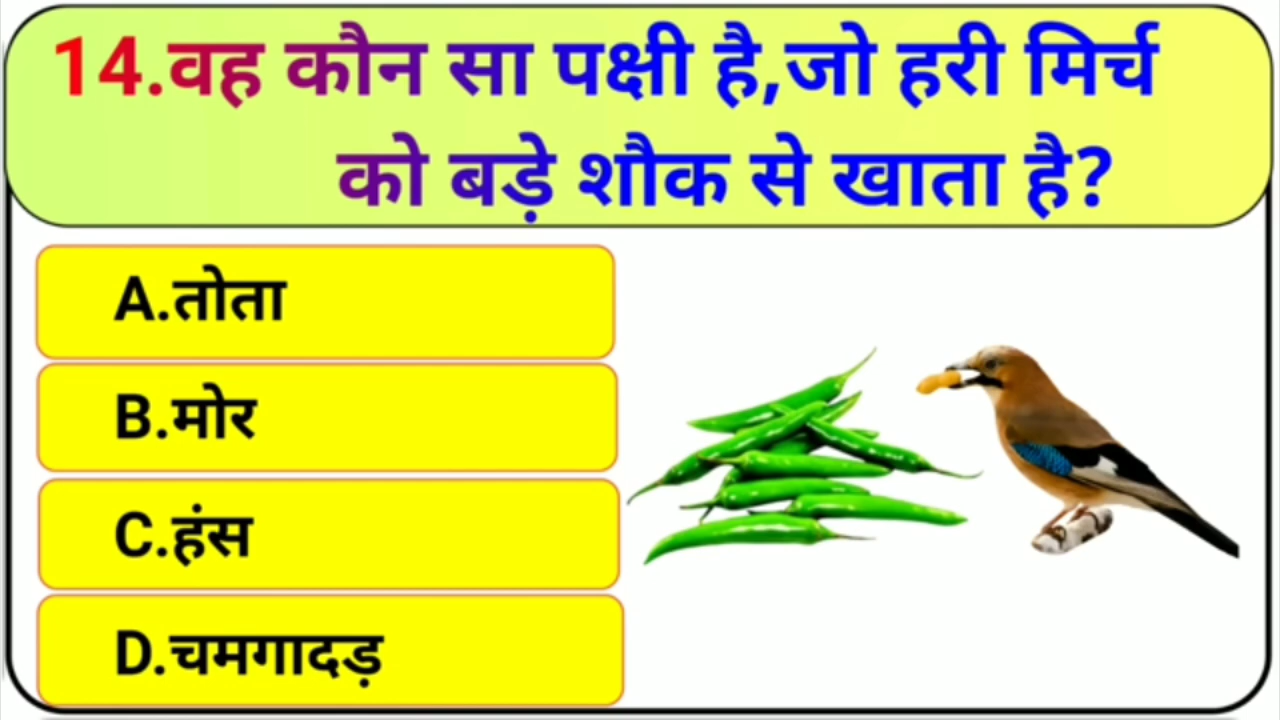 14.वह कौन सा पक्षी है,जो हरी मिर्च
को बड़े शौक से खाता है?
A.तोता
B.मोर
C.हंस
D.चमगादड़